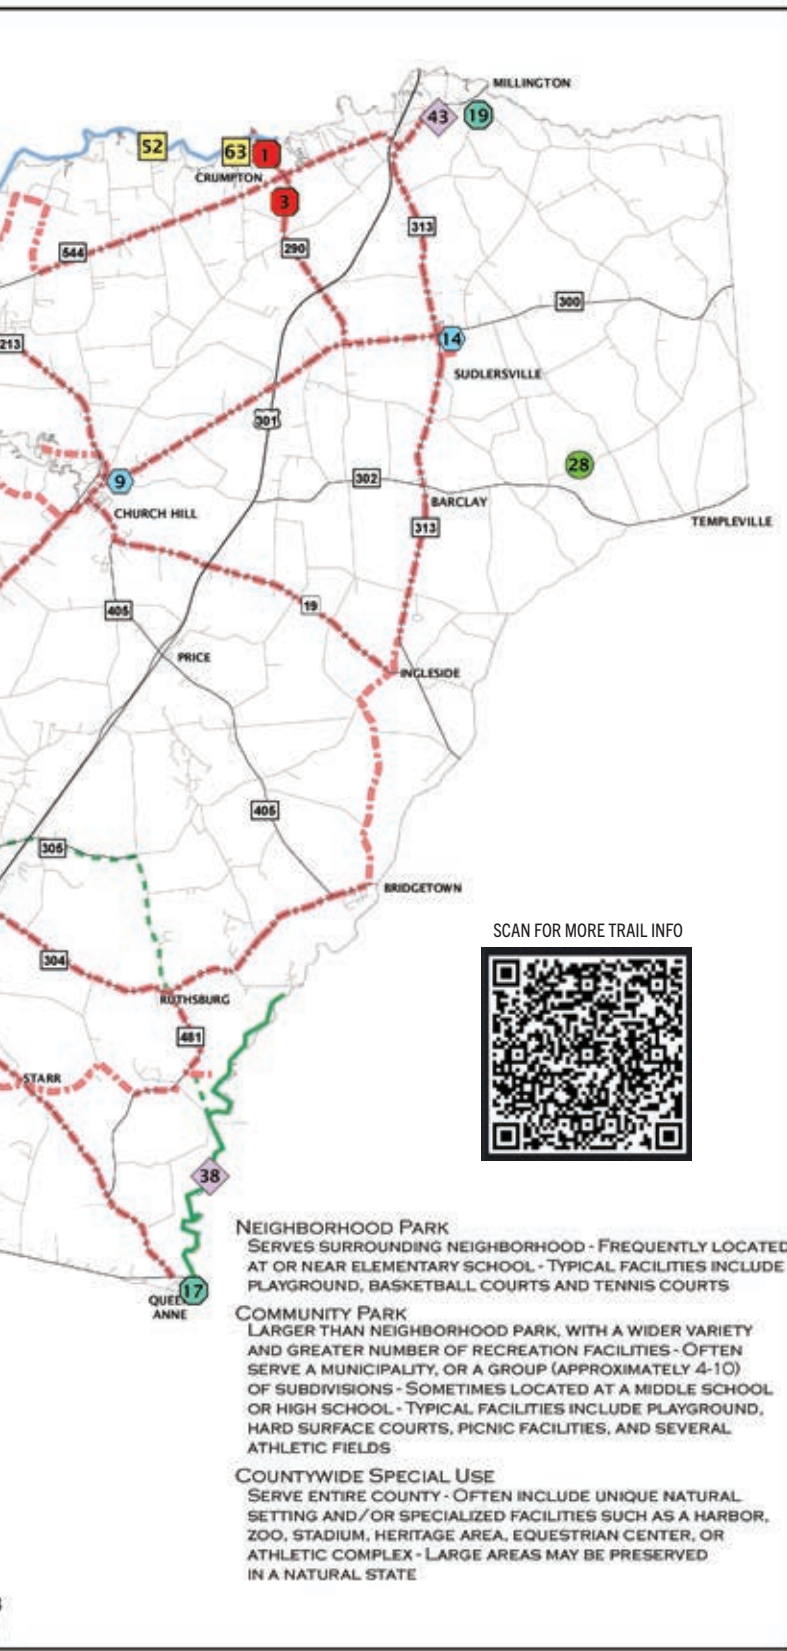 MILLINGTON
43
19
52
63
1
CRUMPTON
3
313
290
544
300
14
213
SUDLERSVILLE
301
28
9
302
BARCLAY
CHURCH HILL
TEMPLEVILLE
313
19
405
PRICE
INGLESIDE
405
305
BRIDGETOWN
SCAN FOR MORE TRAIL INFO
304
RUTHSBURG
481
STARR
38
17
ANNE
NEIGHBORHOOD PARK
SERVES SURROUNDING NEIGHBORHOOD - FREQUENTLY LOCATED
AT OR NEAR ELEMENTARY SCHOOL - TYPICAL FACILITIES INCLUDE
PLAYGROUND, BASKETBALL COURTS AND TENNIS COURTS
COMMUNITY PARK
LARGER THAN NEIGHBORHOOD PARK, WITH A WIDER VARIETY
AND GREATER NUMBER OF RECREATION FACILITIES - OFTEN
SERVE A MUNICIPALITY, OR A GROUP (APPROXIMATELY 4-10)
OF SUBDIVISIONS - SOMETIMES LOCATED AT A MIDDLE SCHOOL
OR HIGH SCHOOL - TYPICAL FACILITIES INCLUDE PLAYGROUND,
HARD SURFACE COURTS, PICNIC FACILITIES, AND SEVERAL
ATHLETIC FIELDS
COUNTYWIDE SPECIAL USE
SERVE ENTIRE COUNTY - OFTEN INCLUDE UNIQUE NATURAL
SETTING AND/OR SPECIALIZED FACILITIES SUCH AS A HARBOR,
ZOO, STADIUM, HERITAGE AREA, EQUESTRIAN CENTER, OR
ATHLETIC COMPLEX - LARGE AREAS MAY BE PRESERVED
IN A NATURAL STATE